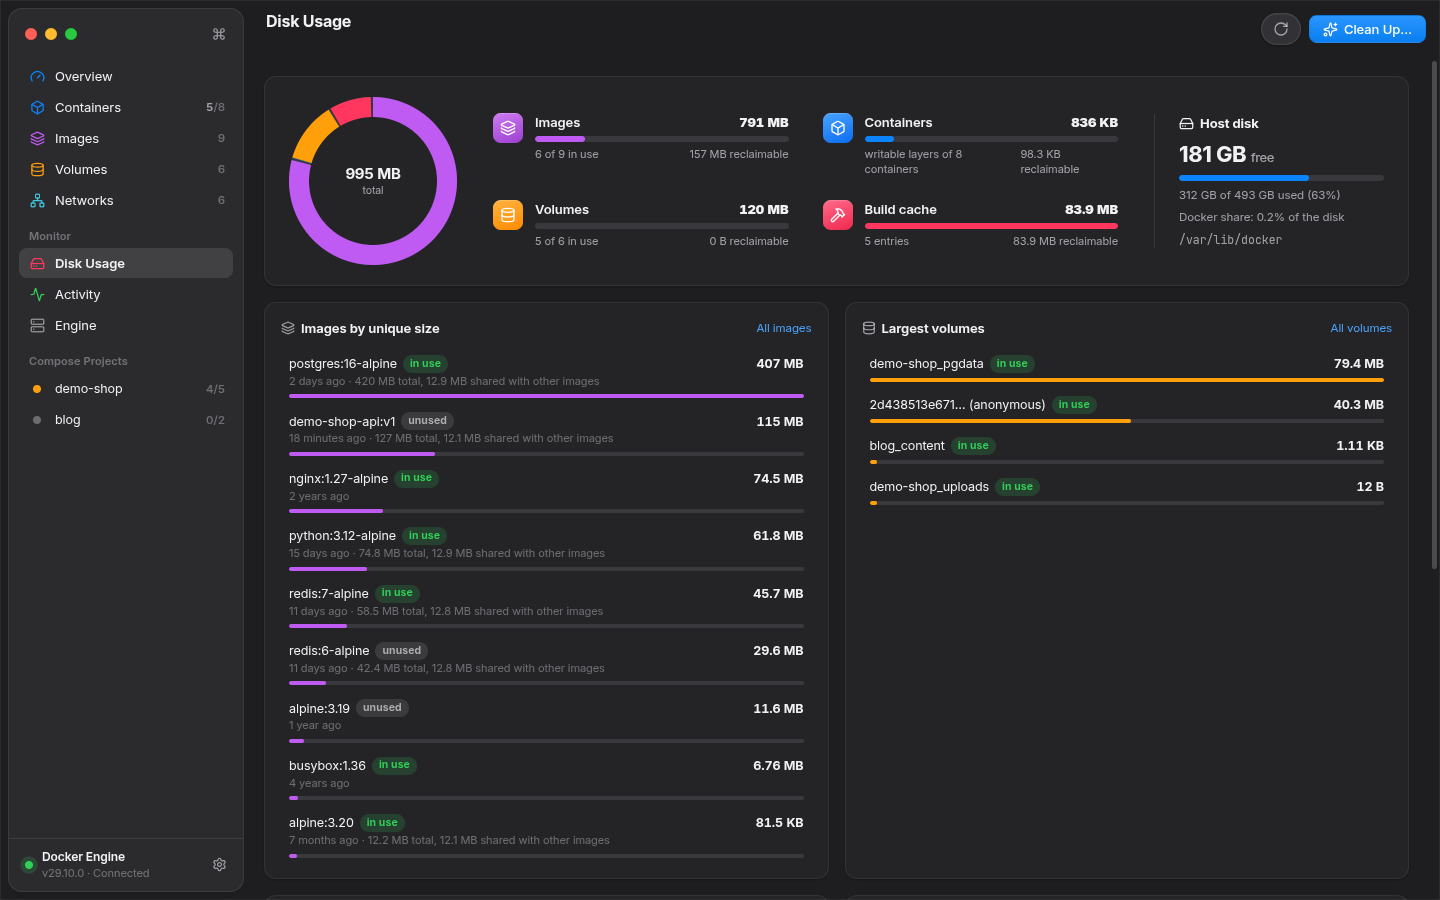 ⌘
Overview
Containers 5/8
Images 9
Volumes 6
Networks 6
Monitor
Disk Usage
Activity
Engine
Compose Projects
demo-shop 4/5
blog 0/2
Docker Engine
v29.10.0 · Connected
Disk Usage
Clean Up...
995 MB
total
Images 791 MB
6 of 9 in use 157 MB reclaimable
Containers 836 KB
writable layers of 8 98.3 KB
containers reclaimable
Volumes 120 MB
5 of 6 in use 0 B reclaimable
Build cache 83.9 MB
5 entries 83.9 MB reclaimable
Host disk
181 GB free
312 GB of 493 GB used (63%)
Docker share: 0.2% of the disk
/var/lib/docker
Images by unique size All images
postgres:16-alpine in use 407 MB
2 days ago · 420 MB total, 12.9 MB shared with other images
demo-shop-api:v1 unused 115 MB
18 minutes ago · 127 MB total, 12.1 MB shared with other images
nginx:1.27-alpine in use 74.5 MB
2 years ago
python:3.12-alpine in use 61.8 MB
15 days ago · 74.8 MB total, 12.9 MB shared with other images
redis:7-alpine in use 45.7 MB
11 days ago · 58.5 MB total, 12.8 MB shared with other images
redis:6-alpine unused 29.6 MB
11 days ago · 42.4 MB total, 12.8 MB shared with other images
alpine:3.19 unused 11.6 MB
1 year ago
busybox:1.36 in use 6.76 MB
4 years ago
alpine:3.20 in use 81.5 KB
7 months ago · 12.2 MB total, 12.1 MB shared with other images
Largest volumes All volumes
demo-shop_pgdata in use 79.4 MB
2d438513e671... (anonymous) in use 40.3 MB
blog_content in use 1.11 KB
demo-shop_uploads in use 12 B